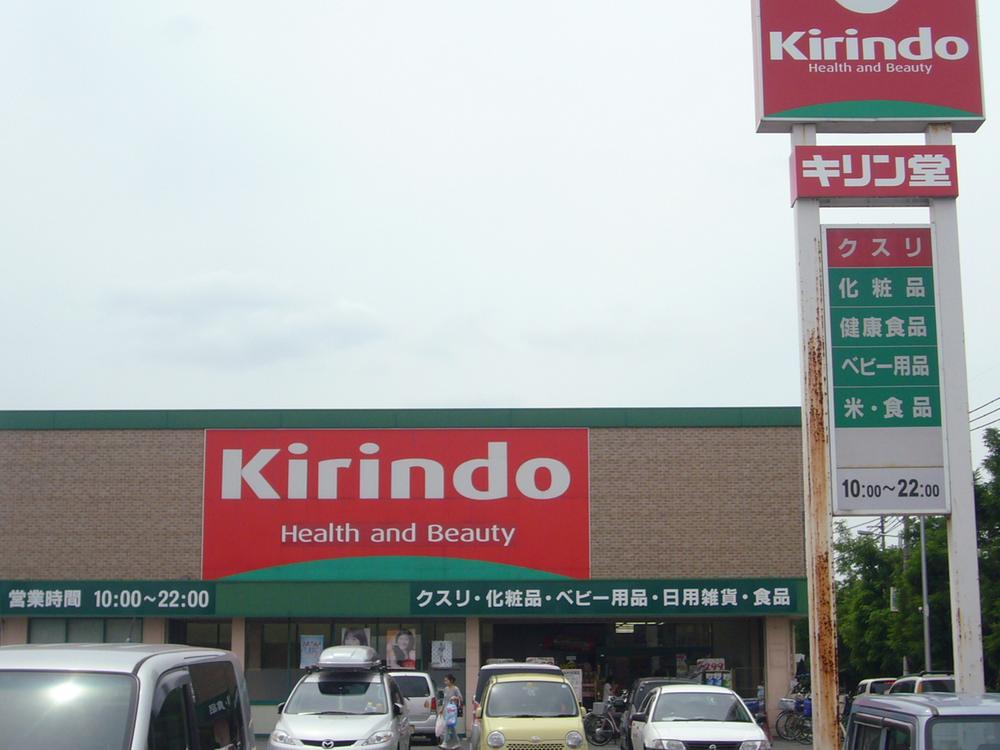 Kirindo
Health and Beauty
キリン堂
クスリ
化粧品
健康食品
ベビー用品
米・食品
10:00～22:00
Kirindo
Health and Beauty
営業時間 10:00～22:00
クスリ・化粧品・ベビー用品・日用雑貨・食品
299